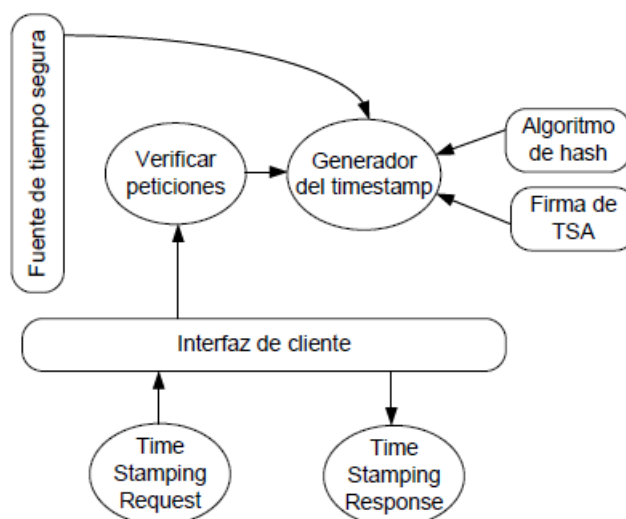 Fuente de tiempo segura
Verificar
peticiones
Generador
del timestamp
Algoritmo
de hash
Firma de
TSA
Interfaz de cliente
Time
Stamping
Request
Time
Stamping
Response